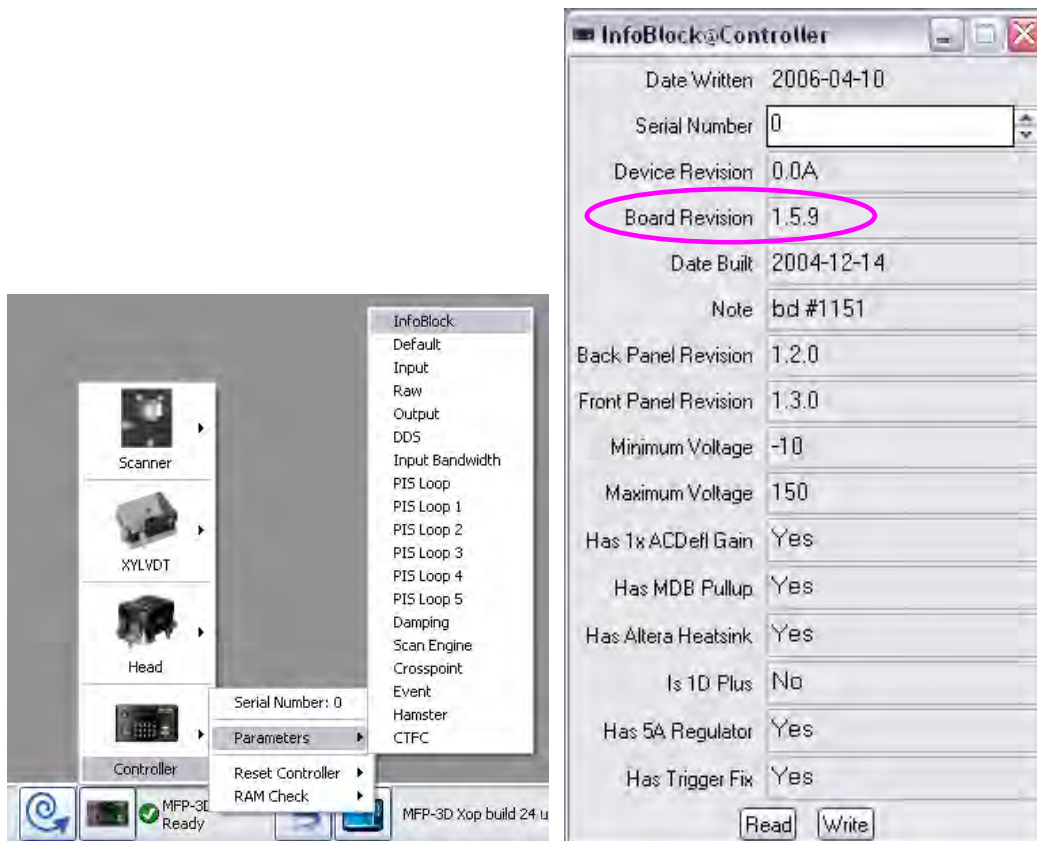 Scanner
XYLVDT
Head
Controller
Serial Number: 0
Parameters
Reset Controller
RAM Check
InfoBlock
Default
Input
Raw
Output
DDS
Input Bandwidth
PIS Loop
PIS Loop 1
PIS Loop 2
PIS Loop 3
PIS Loop 4
PIS Loop 5
Damping
Scan Engine
Crosspoint
Event
Hamster
CTFC
MFP-3D
Ready
MFP-3D Xop build 24 u
InfoBlock@Controller
Date Written 2006-04-10
Serial Number 0
Device Revision 0.0A
Board Revision 1.5.9
Date Built 2004-12-14
Note bd #1151
Back Panel Revision 1.2.0
Front Panel Revision 1.3.0
Minimum Voltage -10
Maximum Voltage 150
Has 1x ACDefl Gain Yes
Has MDB Pullup Yes
Has Altera Heatsink Yes
Is 1D Plus No
Has 5A Regulator Yes
Has Trigger Fix Yes
Read Write